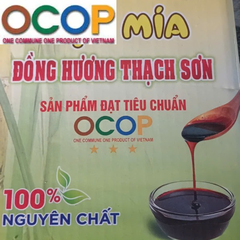 OCOP
ONE COMMUNE ONE PRODUCT OF VIETNAM
MÍA
ĐỒNG HƯƠNG THẠCH SƠN
SẢN PHẨM ĐẠT TIÊU CHUẨN
OCOP
ONE COMMUNE ONE PRODUCT OF VIETNAM
100%
NGUYÊN CHẤT